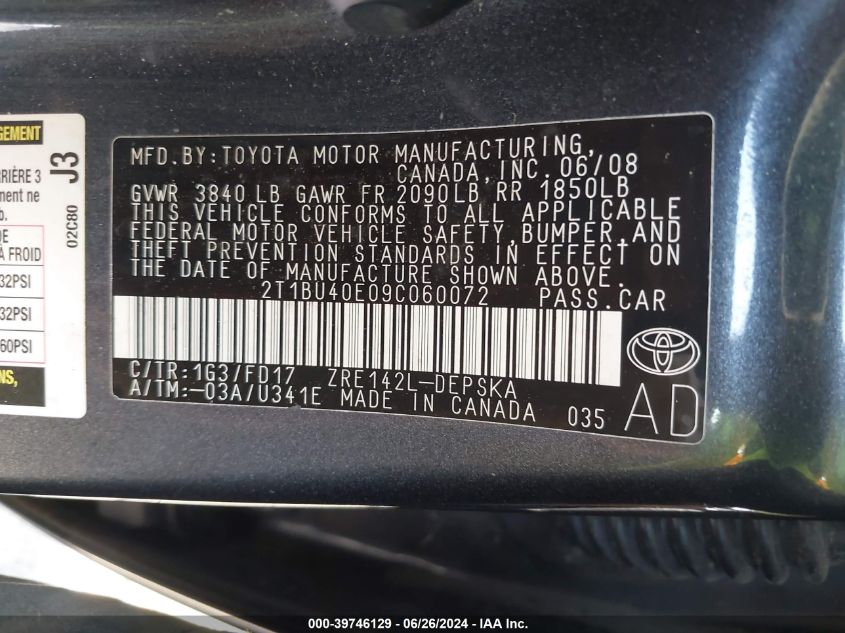 GEMENT
RRIÈRE 3
ment ne
b.
DE
À FROID
32PSI
32PSI
60PSI
NS,
J3
02C80
MFD.BY:TOYOTA MOTOR MANUFACTURING,
CANADA,INC. 06/08
GVWR 3840 LB GAWR FR 2090LB RR 1850LB
THIS VEHICLE CONFORMS TO ALL APPLICABLE
FEDERAL MOTOR VEHICLE SAFETY,BUMPER,AND
THEFT PREVENTION STANDARDS IN EFFECT ON
THE DATE OF MANUFACTURE SHOWN ABOVE.
2T1BU40E09C060072 PASS.CAR
C/TR:1G3/FD17 ZRE142L-DEPSKA
A/TM:-03A/U341E MADE IN CANADA 035
AD
000-39746129 - 06/26/2024 - IAA Inc.